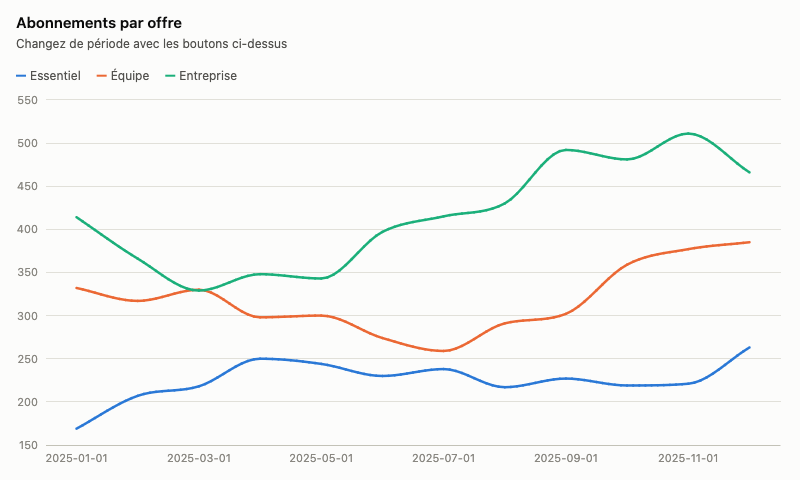 Abonnements par offre
Changez de période avec les boutons ci-dessus
Essentiel Équipe Entreprise
550
500
450
400
350
300
250
200
150
2025-01-01 2025-03-01 2025-05-01 2025-07-01 2025-09-01 2025-11-01